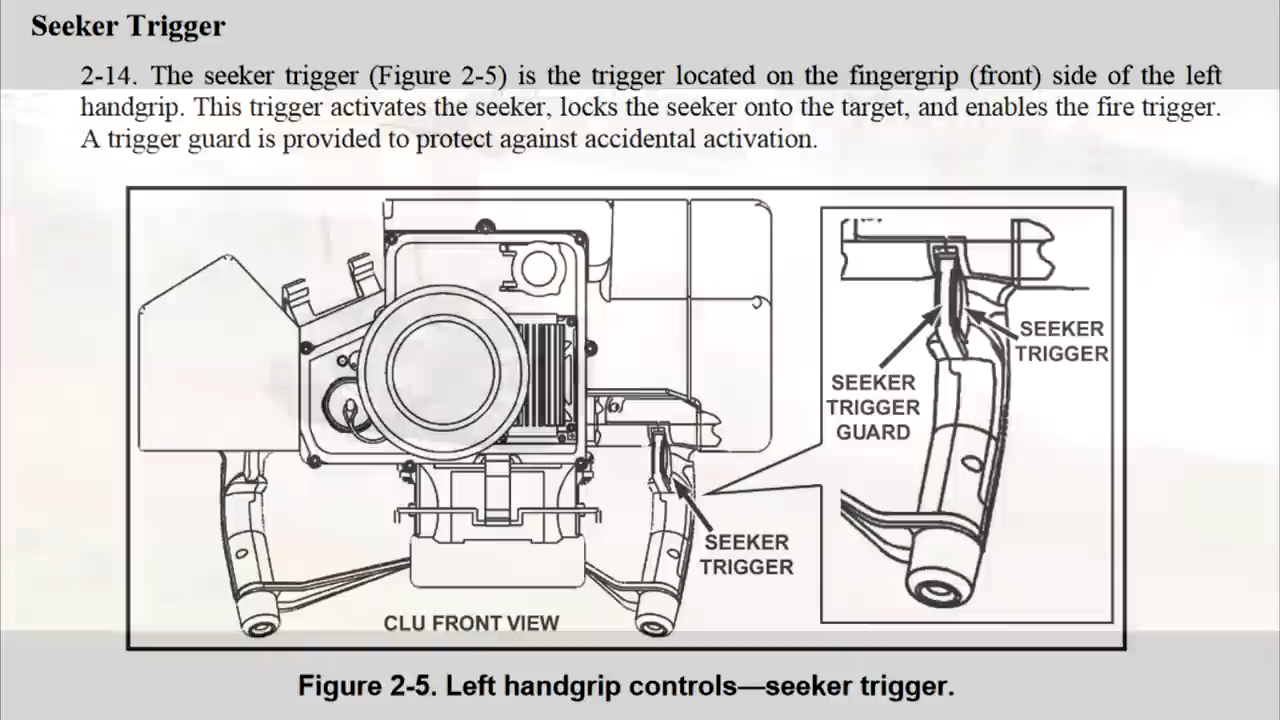 Seeker Trigger
2-14. The seeker trigger (Figure 2-5) is the trigger located on the fingergrip (front) side of the left
handgrip. This trigger activates the seeker, locks the seeker onto the target, and enables the fire trigger.
A trigger guard is provided to protect against accidental activation.
SEEKER
TRIGGER
SEEKER
TRIGGER
GUARD
SEEKER
TRIGGER
CLU FRONT VIEW
Figure 2-5. Left handgrip controls—seeker trigger.